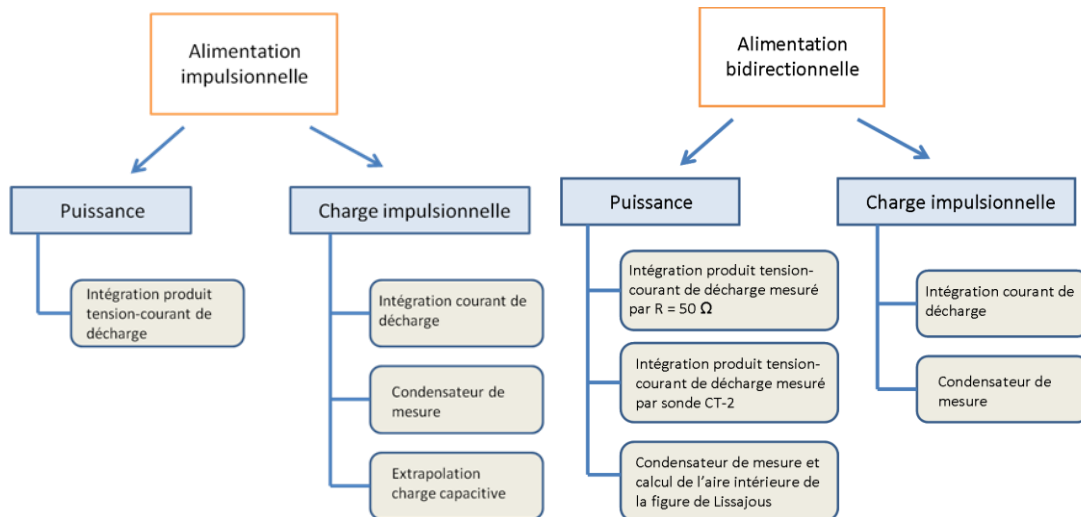 Alimentation
impulsionnelle
Puissance
Intégration produit
tension-courant de
décharge
Charge impulsionnelle
Intégration courant de
décharge
Condensateur de
mesure
Extrapolation
charge capacitive
Alimentation
bidirectionnelle
Puissance
Intégration produit tension-
courant de décharge mesuré
par R = 50 Ω
Intégration produit tension-
courant de décharge mesuré
par sonde CT-2
Condensateur de mesure et
calcul de l'aire intérieure de
la figure de Lissajous
Charge impulsionnelle
Intégration courant de
décharge
Condensateur de
mesure